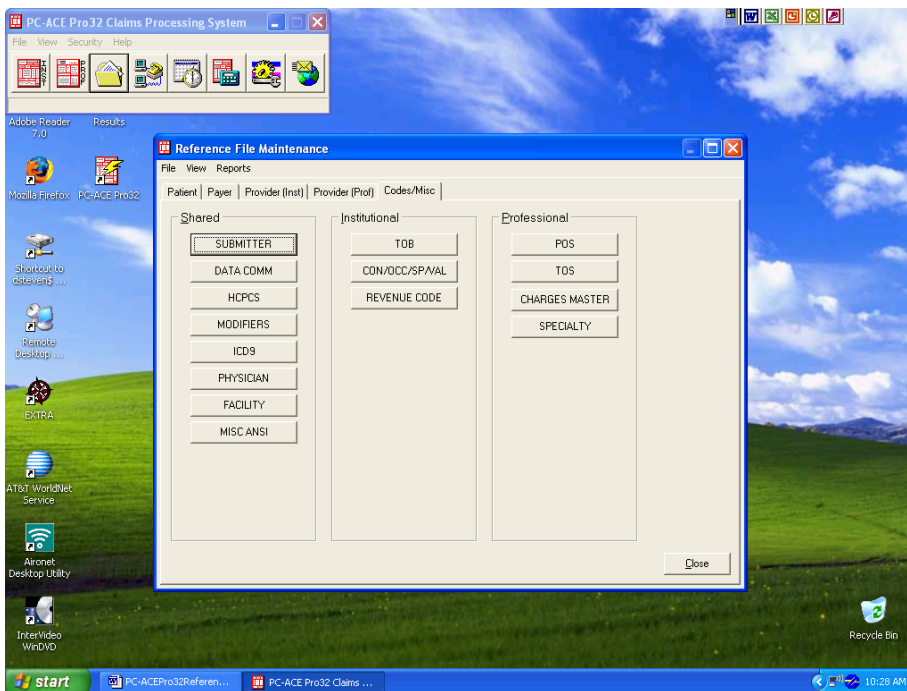 PC-ACE Pro32 Claims Processing System
File View Security Help
INST
PROF
Adobe Reader 7.0
Results
Mozilla Firefox
PC-ACE Pro32
Shortcut to dstevens$ ...
Remote Desktop ...
EXTRA
AT&T WorldNet Service
Aironet Desktop Utility
InterVideo WinDVD
Reference File Maintenance
File View Reports
Patient Payer Provider (Inst) Provider (Prof) Codes/Misc
Shared
SUBMITTER
DATA COMM
HCPCS
MODIFIERS
ICD9
PHYSICIAN
FACILITY
MISC ANSI
Institutional
TOB
CON/OCC/SP/VAL
REVENUE CODE
Professional
POS
TOS
CHARGES MASTER
SPECIALTY
Close
Recycle Bin
start
PC-ACEPro32Referen...
PC-ACE Pro32 Claims ...
10:28 AM